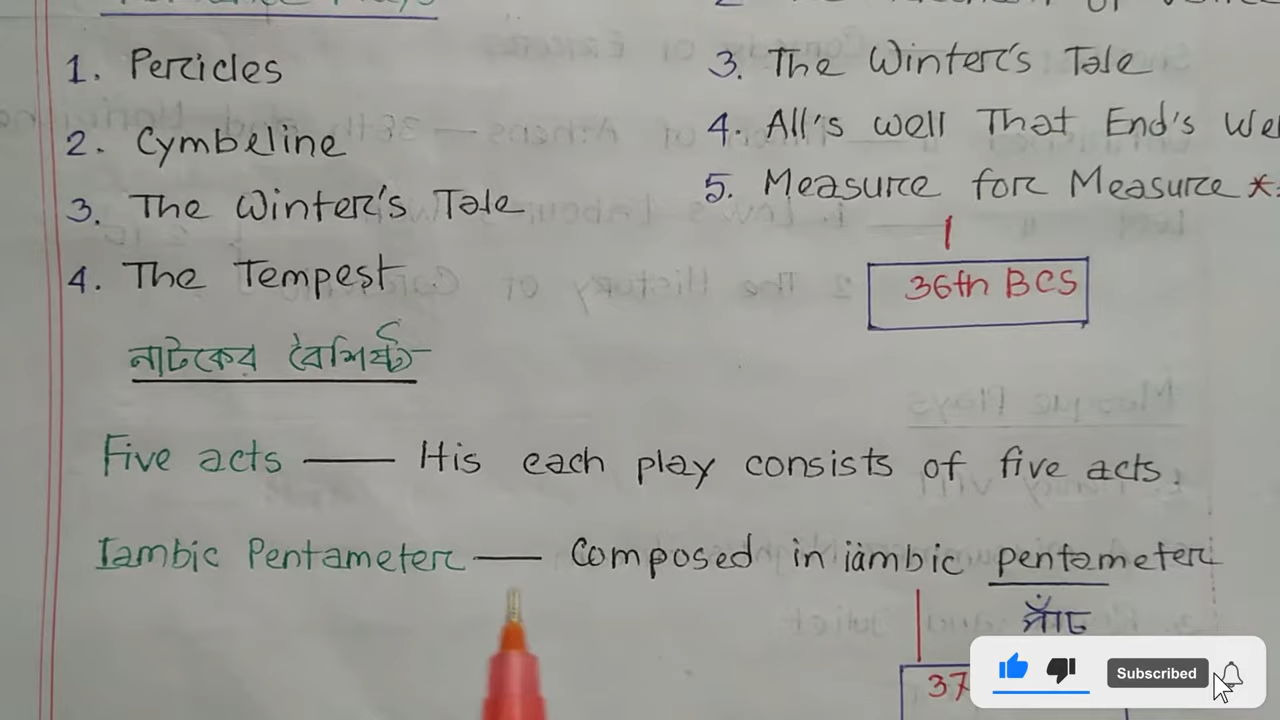 Plays
1. Pericles
2. Cymbeline
3. The Winter's Tale
4. The Tempest
3. The Winter's Tale
4. All's well That End's We
5. Measure for Measure *
36th BCS
নাটকের বৈশিষ্ট্য
Five acts — His each play consists of five acts.
Iambic Pentameter — Composed in iambic pentameter
পাঁচ
37
Subscribed